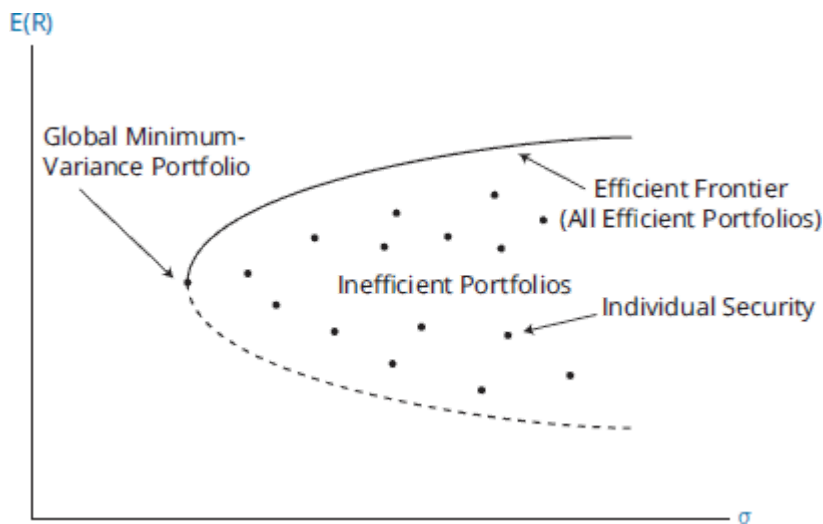 E(R)
Global Minimum-
Variance Portfolio
Efficient Frontier
(All Efficient Portfolios)
Inefficient Portfolios
Individual Security
σ